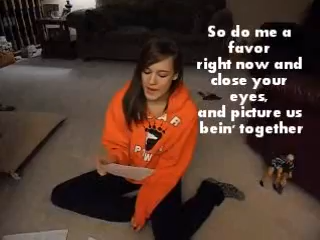 So do me a
favor
right now and
close your
eyes,
and picture us
bein' together